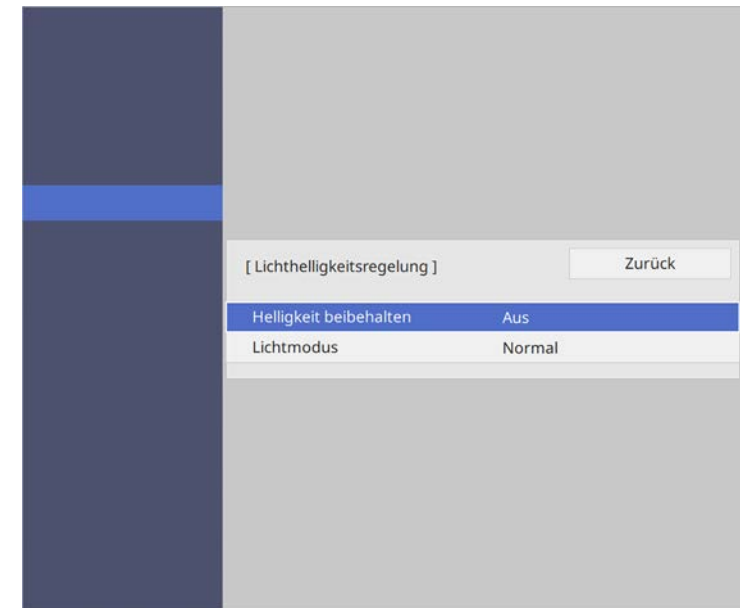 [ Lichthelligkeitsregelung ] Zurück
Helligkeit beibehalten Aus
Lichtmodus Normal